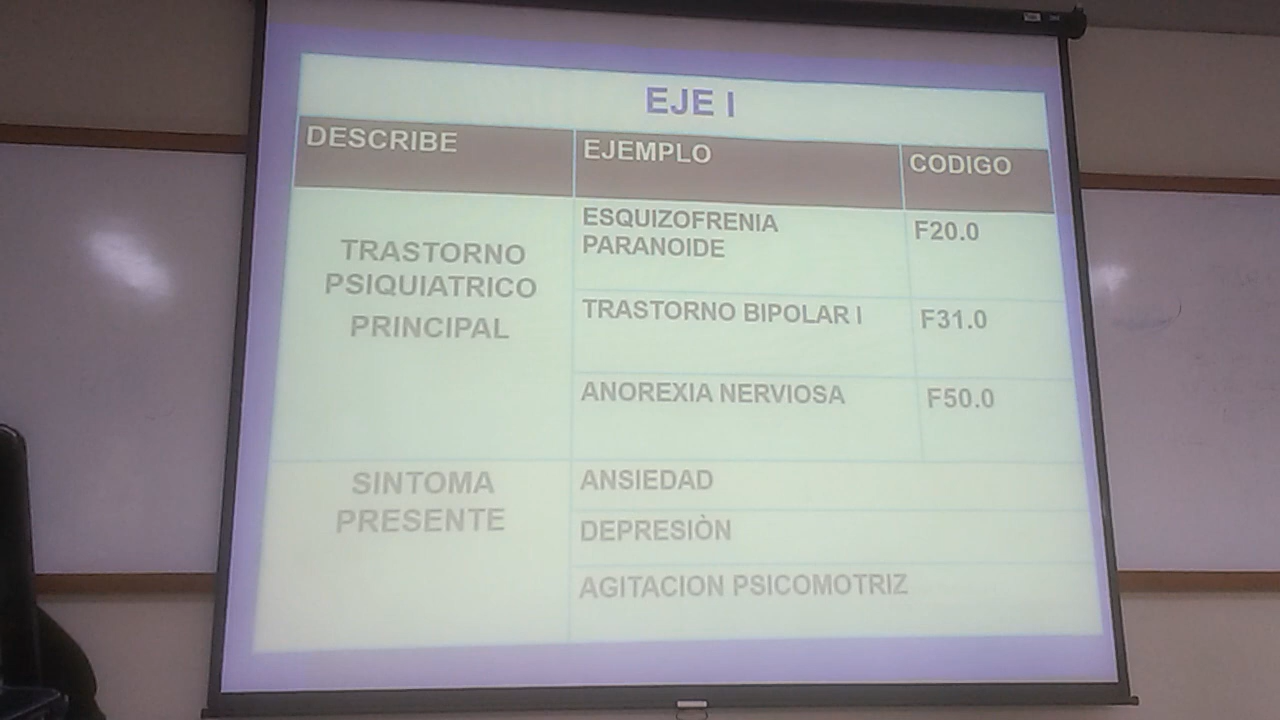 EJE I
DESCRIBE
EJEMPLO
CODIGO
TRASTORNO
PSIQUIATRICO
PRINCIPAL
ESQUIZOFRENIA
PARANOIDE
F20.0
TRASTORNO BIPOLAR I
F31.0
ANOREXIA NERVIOSA
F50.0
SINTOMA
PRESENTE
ANSIEDAD
DEPRESIÒN
AGITACION PSICOMOTRIZ